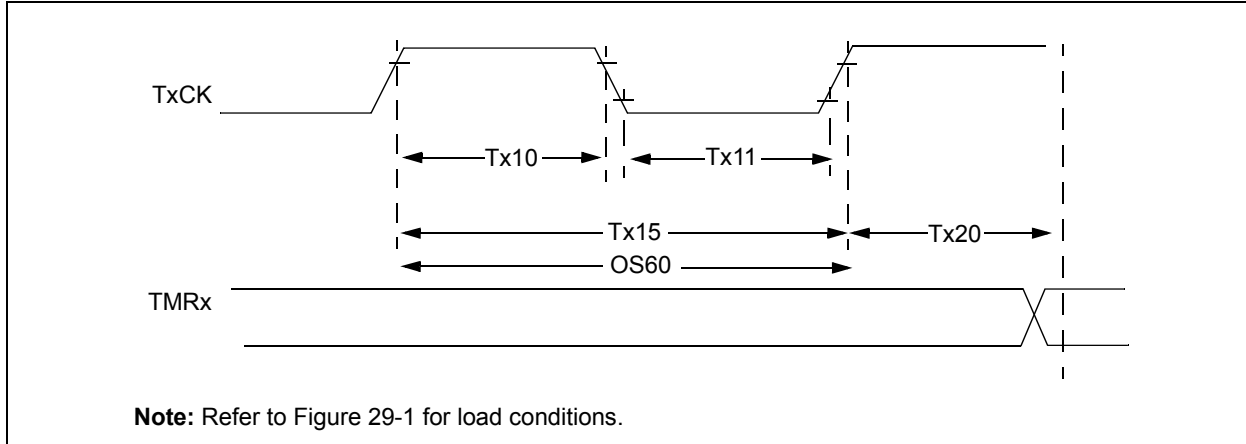 TxCK
Tx10
Tx11
Tx15
Tx20
OS60
TMRx
Note: Refer to Figure 29-1 for load conditions.